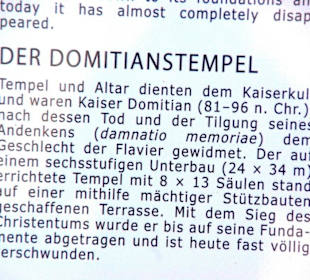 today it has almost completely disap
peared.
DER DOMITIANSTEMPEL
Tempel und Altar dienten dem Kaiserkul
und waren Kaiser Domitian (81–96 n. Chr.)
nach dessen Tod und der Tilgung seines
Andenkens (damnatio memoriae) dem
Geschlecht der Flavier gewidmet. Der auf
einem sechsstufigen Unterbau (24 × 34 m)
errichtete Tempel mit 8 × 13 Säulen stand
auf einer mithilfe mächtiger Stützbauten
geschaffenen Terrasse. Mit dem Sieg des
Christentums wurde er bis auf seine Funda-
mente abgetragen und ist heute fast völlig
verschwunden.